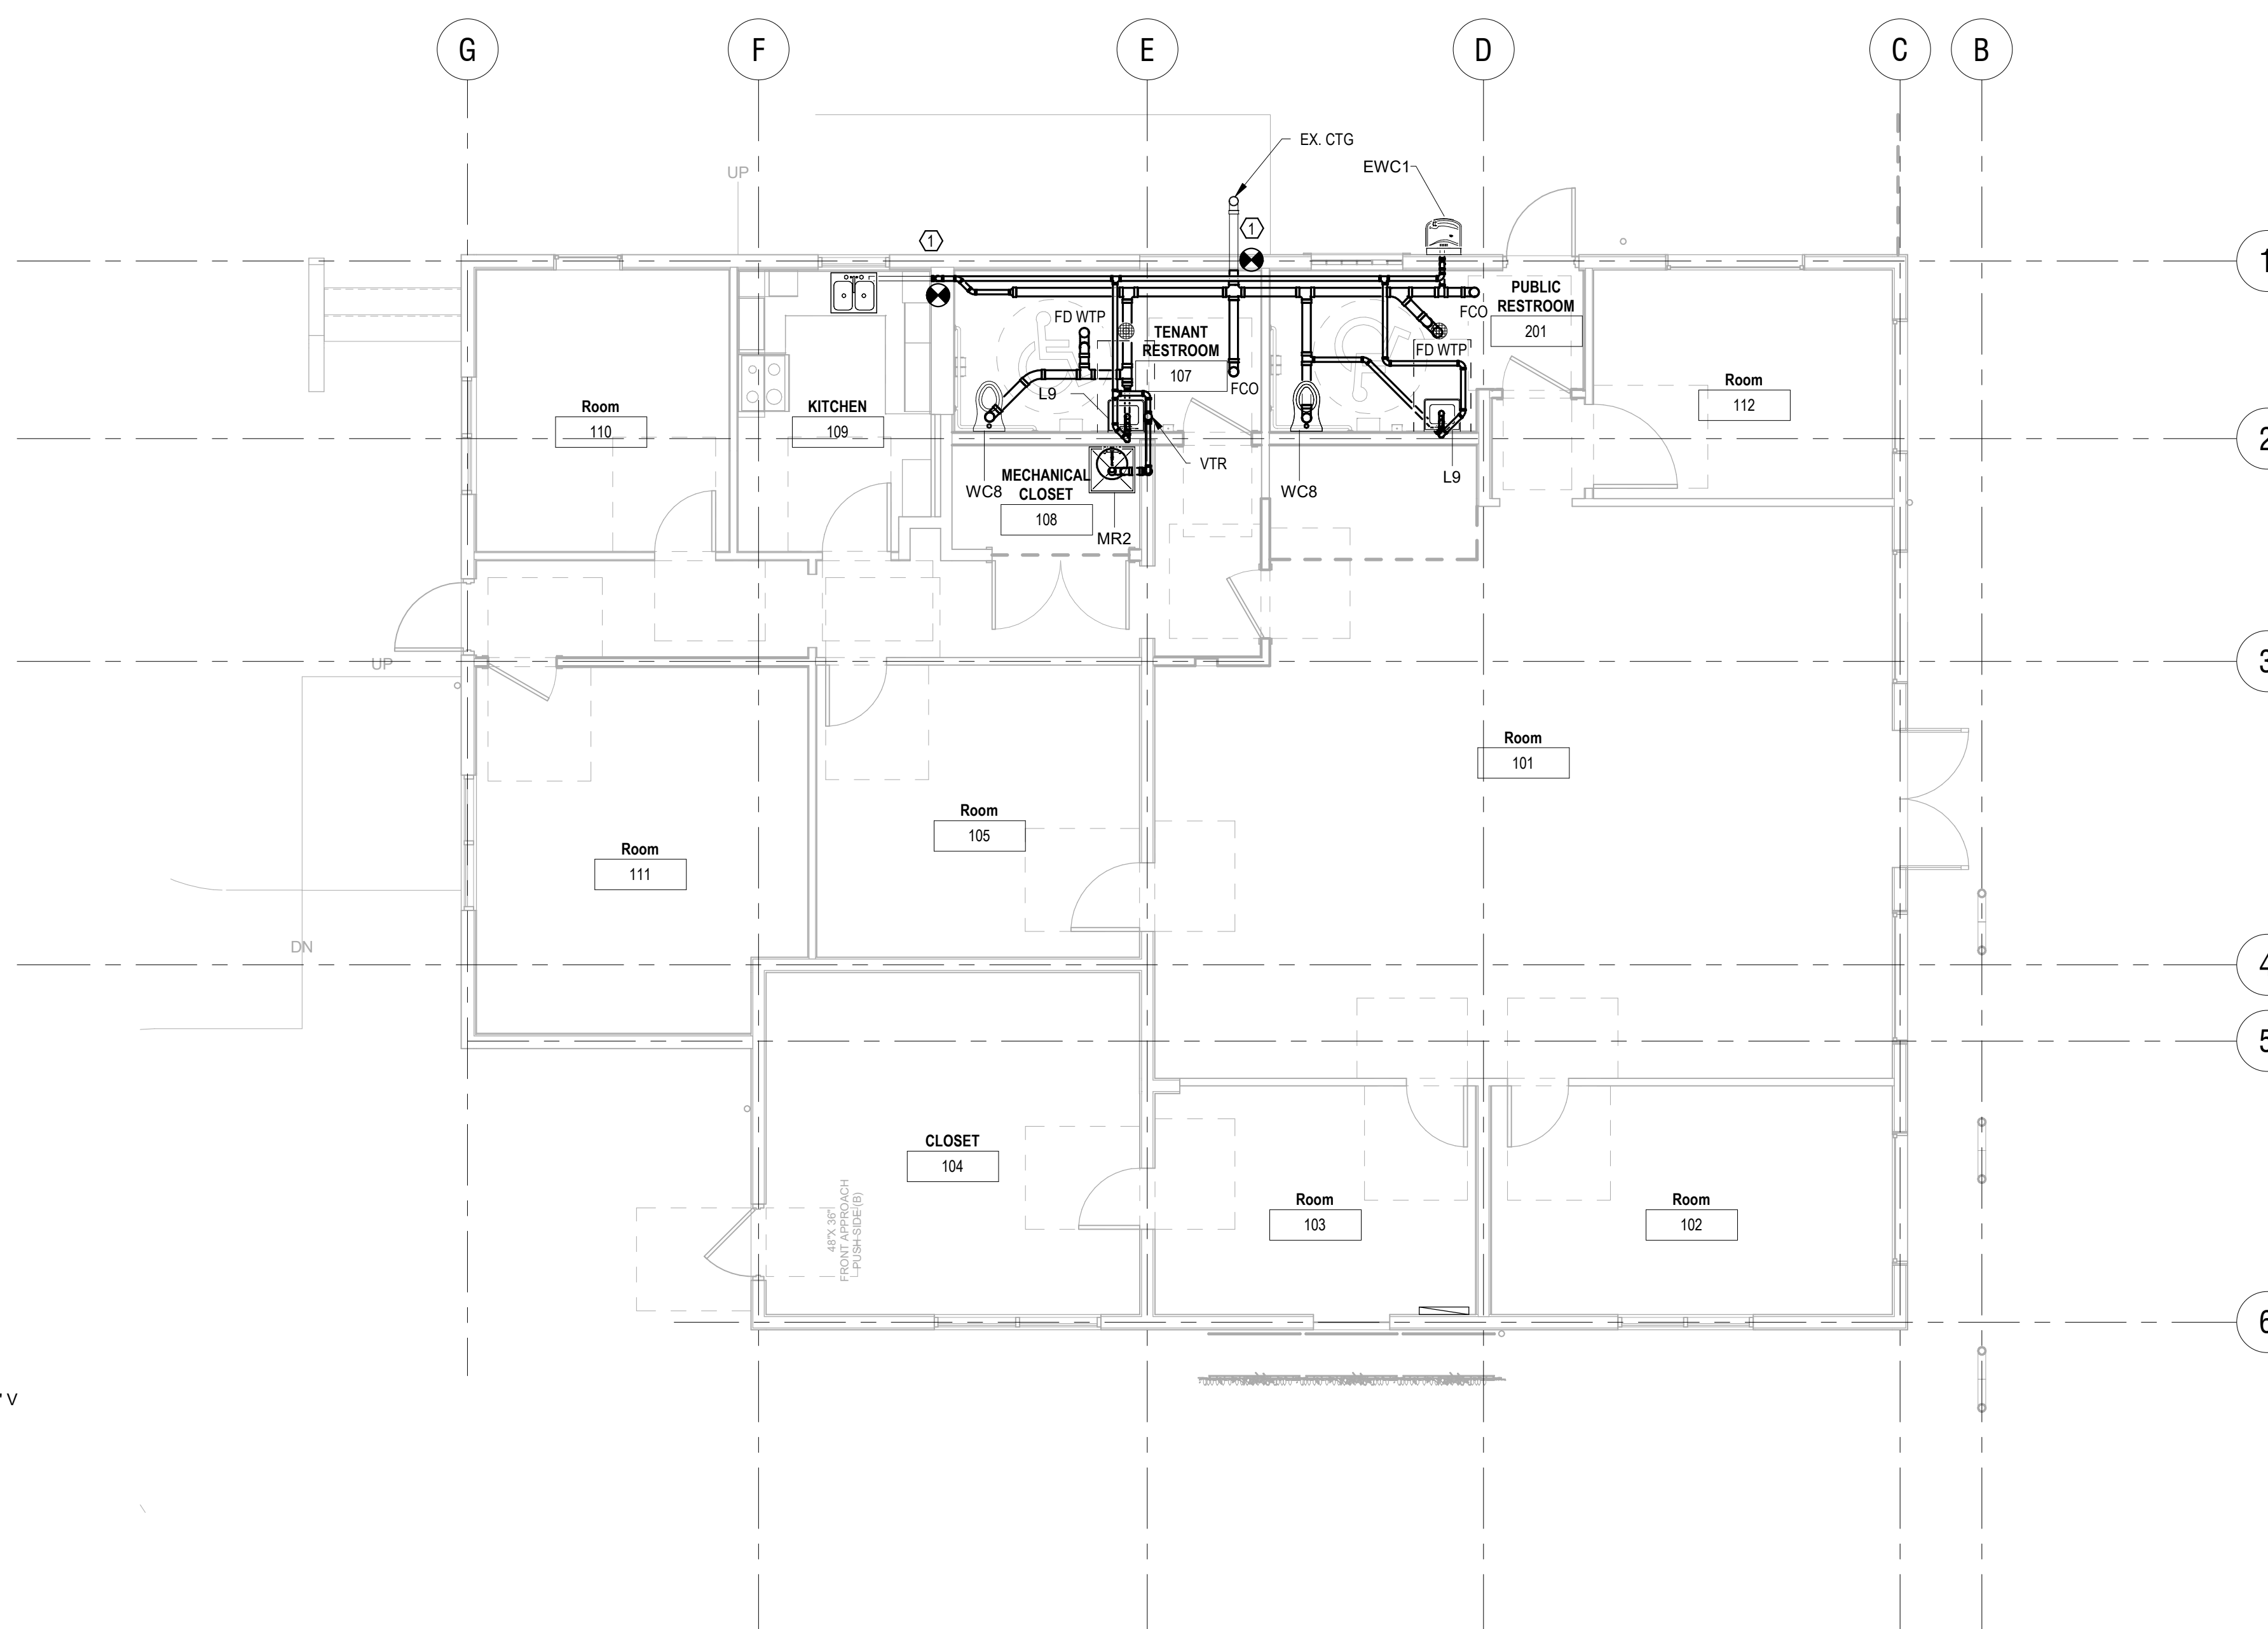 G
F
E
D
C
B
EX. CTG
EWC1
UP
1
1
1
FD WTP
TENANT
RESTROOM
107
FCO
PUBLIC
RESTROOM
201
FCO
FD WTP
L9
Room
110
KITCHEN
109
Room
112
2
WC8
MECHANICAL
CLOSET
108
MR2
VTR
WC8
L9
UP
3
Room
101
Room
105
Room
111
DN
4
5
CLOSET
104
48"X 36"
FRONT APPROACH
PUSH SIDE (B)
Room
103
Room
102
6
" V